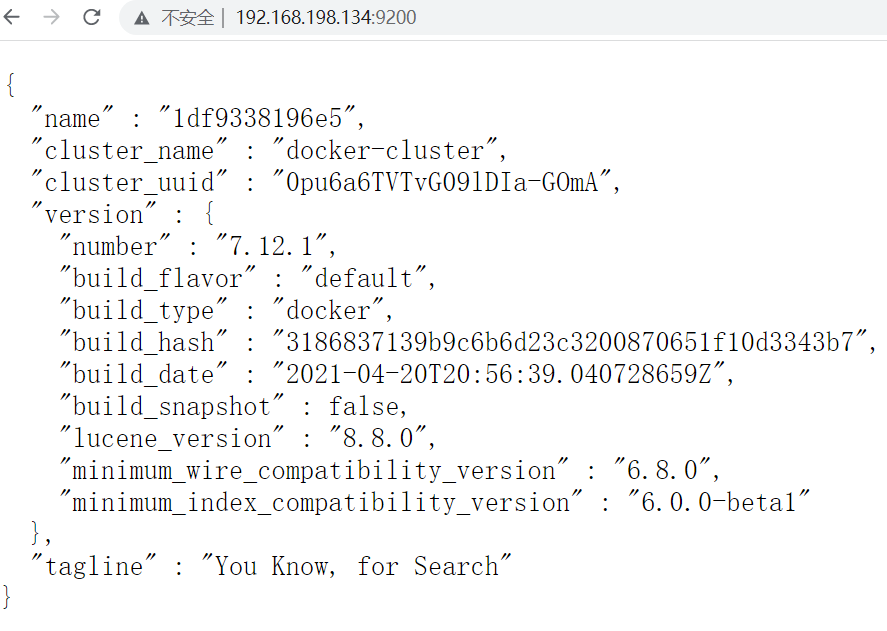 不安全 | 192.168.198.134:9200
{
  "name" : "1df9338196e5",
  "cluster_name" : "docker-cluster",
  "cluster_uuid" : "Opu6a6TVTvG09lDIa-GOmA",
  "version" : {
    "number" : "7.12.1",
    "build_flavor" : "default",
    "build_type" : "docker",
    "build_hash" : "3186837139b9c6b6d23c3200870651f10d3343b7",
    "build_date" : "2021-04-20T20:56:39.040728659Z",
    "build_snapshot" : false,
    "lucene_version" : "8.8.0",
    "minimum_wire_compatibility_version" : "6.8.0",
    "minimum_index_compatibility_version" : "6.0.0-beta1"
  },
  "tagline" : "You Know, for Search"
}